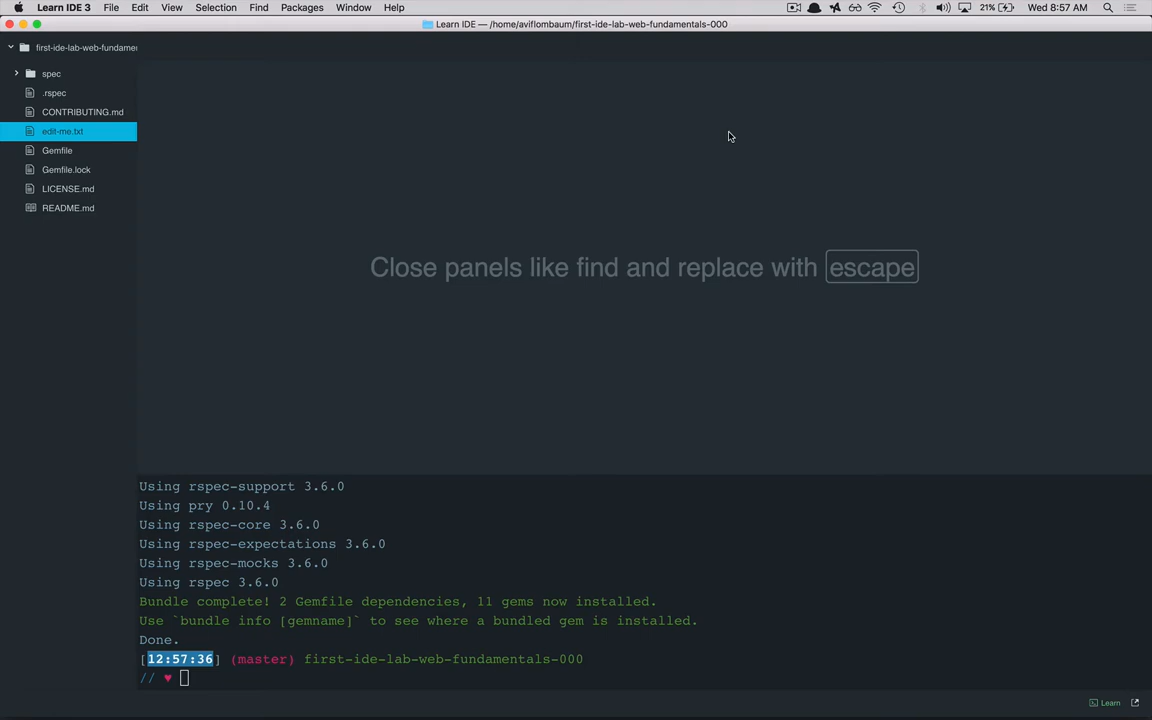 Learn IDE 3 File Edit View Selection Find Packages Window Help 21% Wed 8:57 AM
Learn IDE — /home/aviflombaum/first-ide-lab-web-fundamentals-000
first-ide-lab-web-fundame
spec
.rspec
CONTRIBUTING.md
edit-me.txt
Gemfile
Gemfile.lock
LICENSE.md
README.md
Close panels like find and replace with escape
Using rspec-support 3.6.0
Using pry 0.10.4
Using rspec-core 3.6.0
Using rspec-expectations 3.6.0
Using rspec-mocks 3.6.0
Using rspec 3.6.0
Bundle complete! 2 Gemfile dependencies, 11 gems now installed.
Use `bundle info [gemname]` to see where a bundled gem is installed.
Done.
[12:57:36] (master) first-ide-lab-web-fundamentals-000
// ♥
Learn